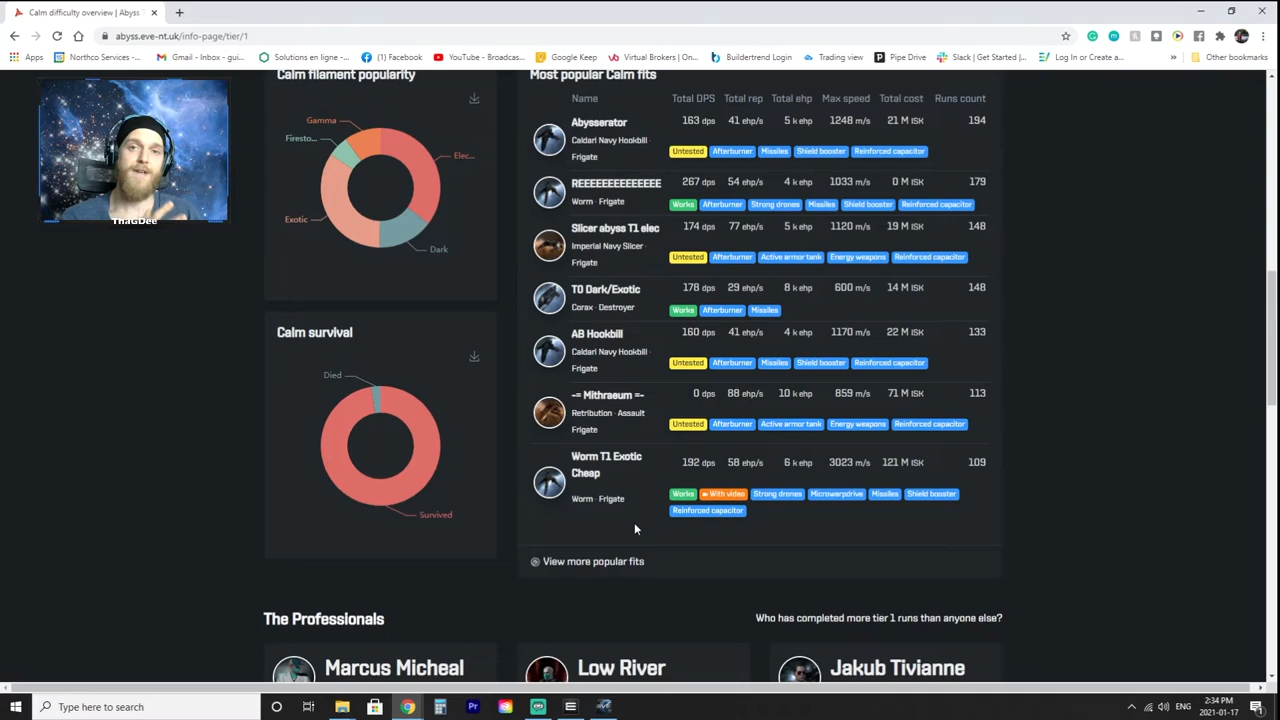 Calm difficulty overview | Abyss
abyss.eve-nt.uk/info-page/tier/1
Apps
Northco Services -...
Gmail - Inbox - gui...
Solutions en ligne -...
(1) Facebook
YouTube - Broadcas...
Google Keep
Virtual Brokers | On...
Buildertrend Login
Trading view
Pipe Drive
Slack | Get Started |...
Log In or Create a...
»
Other bookmarks
ThaGDee
Calm filament popularity
Gamma
Firesto...
Elec...
Exotic
Dark
Calm survival
Died
Survived
Most popular Calm fits
Name Total DPS Total rep Total ehp Max speed Total cost Runs count
Abysserator 163 dps 41 ehp/s 5 k ehp 1248 m/s 21 M ISK 194
Caldari Navy Hookbill ·
Frigate
Untested Afterburner Missiles Shield booster Reinforced capacitor
REEEEEEEEEEEEEE 267 dps 54 ehp/s 4 k ehp 1033 m/s 0 M ISK 179
Worm · Frigate
Works Afterburner Strong drones Missiles Shield booster Reinforced capacitor
Slicer abyss T1 elec 174 dps 77 ehp/s 5 k ehp 1120 m/s 19 M ISK 148
Imperial Navy Slicer ·
Frigate
Untested Afterburner Active armor tank Energy weapons Reinforced capacitor
T0 Dark/Exotic 178 dps 29 ehp/s 8 k ehp 600 m/s 14 M ISK 148
Corax · Destroyer
Works Afterburner Missiles
AB Hookbill 160 dps 41 ehp/s 4 k ehp 1170 m/s 22 M ISK 133
Caldari Navy Hookbill ·
Frigate
Untested Afterburner Missiles Shield booster Reinforced capacitor
-= Mithraeum =- 0 dps 88 ehp/s 10 k ehp 859 m/s 71 M ISK 113
Retribution · Assault
Frigate
Untested Afterburner Active armor tank Energy weapons Reinforced capacitor
Worm T1 Exotic
Cheap
192 dps 58 ehp/s 6 k ehp 3023 m/s 121 M ISK 109
Worm · Frigate
Works With video Strong drones Microwarpdrive Missiles Shield booster
Reinforced capacitor
View more popular fits
The Professionals
Who has completed more tier 1 runs than anyone else?
Marcus Micheal
Low River
Jakub Tivianne
Type here to search
Pr
ENG
2:34 PM
2021-01-17